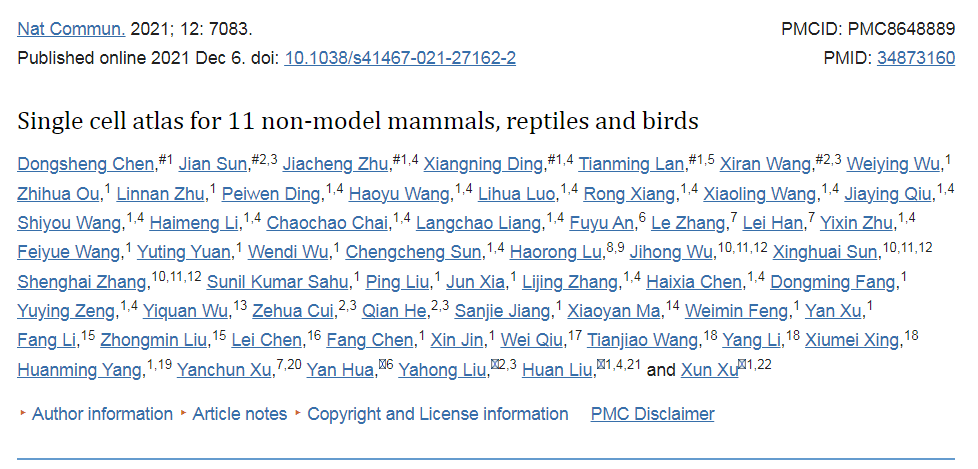 Nat Commun. 2021; 12: 7083. PMCID: PMC8648889
Published online 2021 Dec 6. doi: 10.1038/s41467-021-27162-2 PMID: 34873160
Single cell atlas for 11 non-model mammals, reptiles and birds
Dongsheng Chen,#1 Jian Sun,#2,3 Jiacheng Zhu,#1,4 Xiangning Ding,#1,4 Tianming Lan,#1,5 Xiran Wang,#2,3 Weiying Wu,1
Zhihua Ou,1 Linnan Zhu,1 Peiwen Ding,1,4 Haoyu Wang,1,4 Lihua Luo,1,4 Rong Xiang,1,4 Xiaoling Wang,1,4 Jiaying Qiu,1,4
Shiyou Wang,1,4 Haimeng Li,1,4 Chaochao Chai,1,4 Langchao Liang,1,4 Fuyu An,6 Le Zhang,7 Lei Han,7 Yixin Zhu,1,4
Feiyue Wang,1 Yuting Yuan,1 Wendi Wu,1 Chengcheng Sun,1,4 Haorong Lu,8,9 Jihong Wu,10,11,12 Xinghuai Sun,10,11,12
Shenghai Zhang,10,11,12 Sunil Kumar Sahu,1 Ping Liu,1 Jun Xia,1 Lijing Zhang,1,4 Haixia Chen,1,4 Dongming Fang,1
Yuying Zeng,1,4 Yiquan Wu,13 Zehua Cui,2,3 Qian He,2,3 Sanjie Jiang,1 Xiaoyan Ma,14 Weimin Feng,1 Yan Xu,1
Fang Li,15 Zhongmin Liu,15 Lei Chen,16 Fang Chen,1 Xin Jin,1 Wei Qiu,17 Tianjiao Wang,18 Yang Li,18 Xiumei Xing,18
Huanming Yang,1,19 Yanchun Xu,7,20 Yan Hua,6 Yahong Liu,2,3 Huan Liu,1,4,21 and Xun Xu1,22
Author information Article notes Copyright and License information PMC Disclaimer